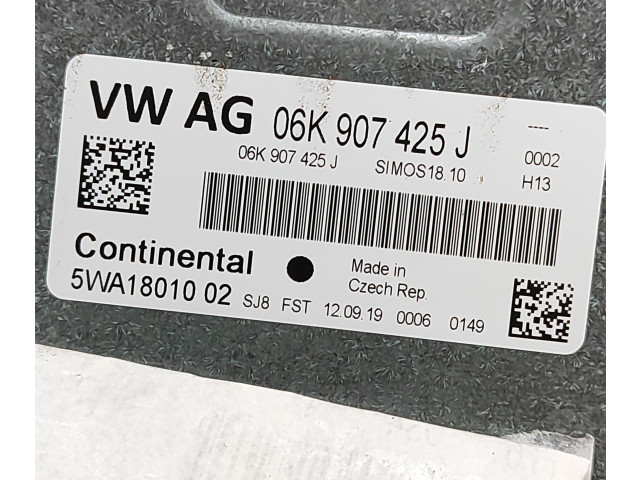 VW AG 06K 907 425 J ----
06K 907 425 J SIMOS18.10 0002
H13
Continental
5WA18010 02
Made in
Czech Rep.
SJ8 FST 12.09.19 0006 0149